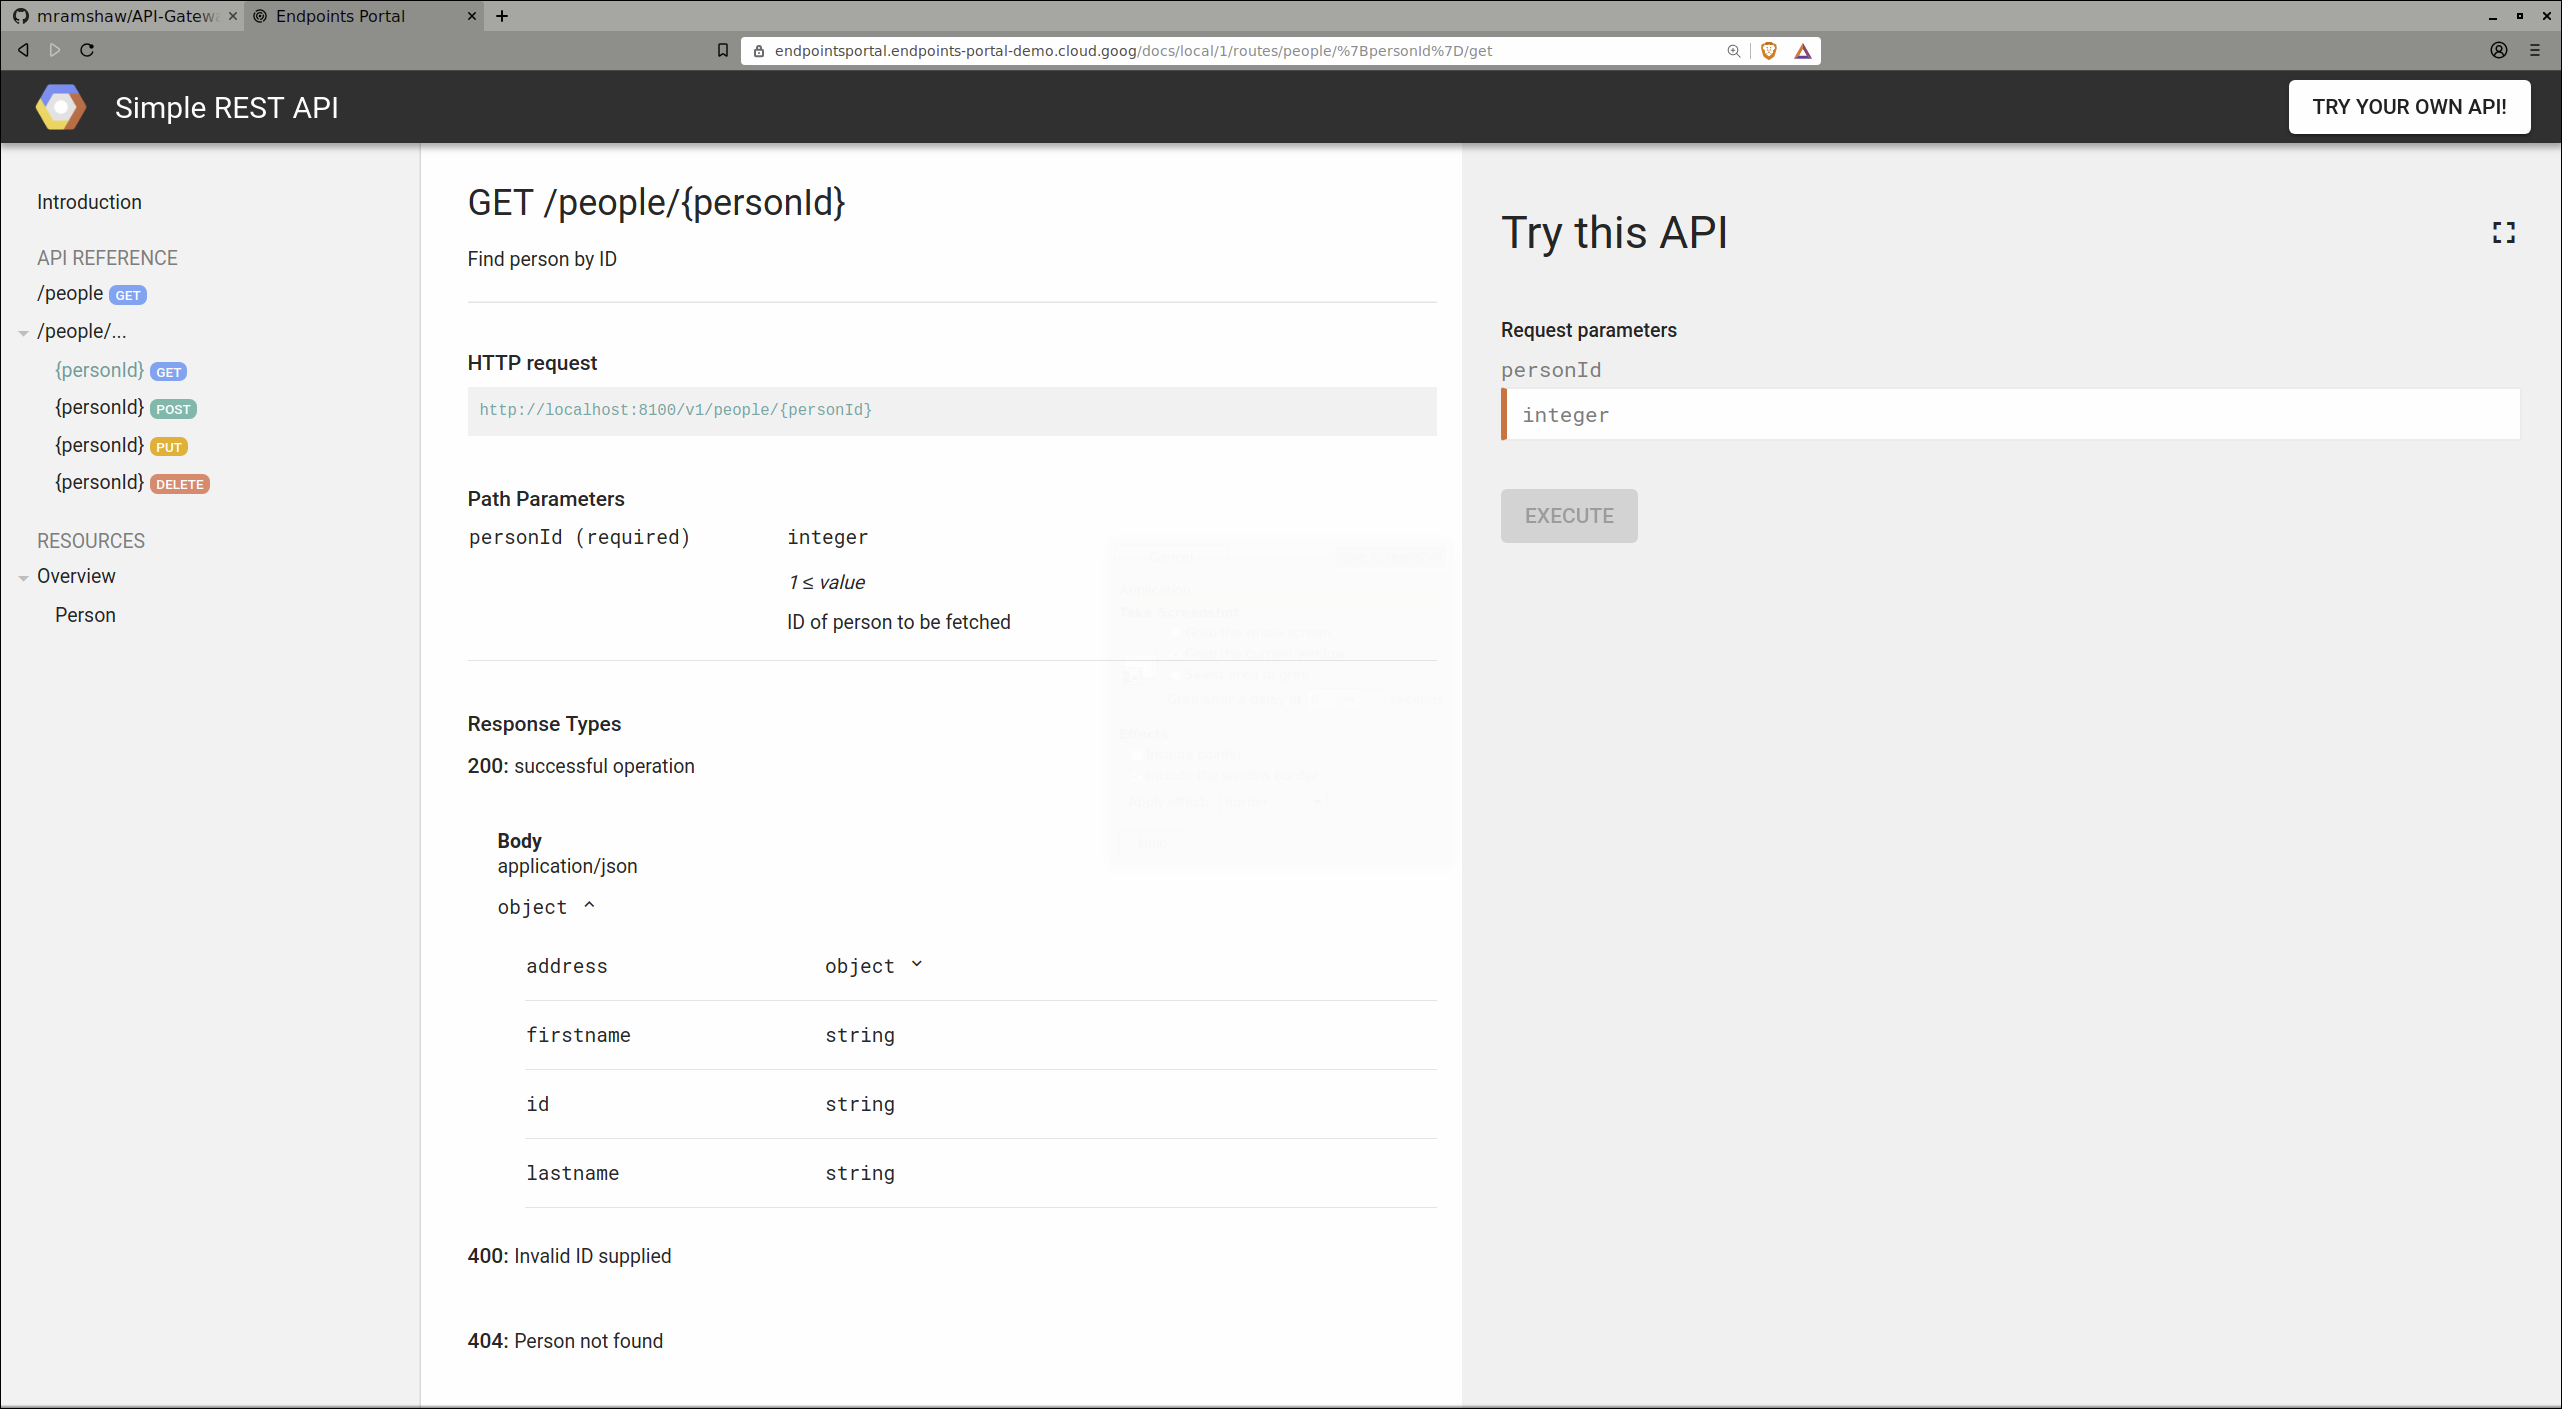 mramshaw/API-Gatewa
Endpoints Portal
endpointsportal.endpoints-portal-demo.cloud.goog/docs/local/1/routes/people/%7BpersonId%7D/get
Simple REST API
TRY YOUR OWN API!
Introduction
API REFERENCE
/people GET
/people/...
{personId} GET
{personId} POST
{personId} PUT
{personId} DELETE
RESOURCES
Overview
Person
GET /people/{personId}
Find person by ID
HTTP request
http://localhost:8100/v1/people/{personId}
Path Parameters
personId (required) integer
1 ≤ value
ID of person to be fetched
Response Types
200: successful operation
Body
application/json
object
address object
firstname string
id string
lastname string
400: Invalid ID supplied
404: Person not found
Try this API
Request parameters
personId
integer
EXECUTE